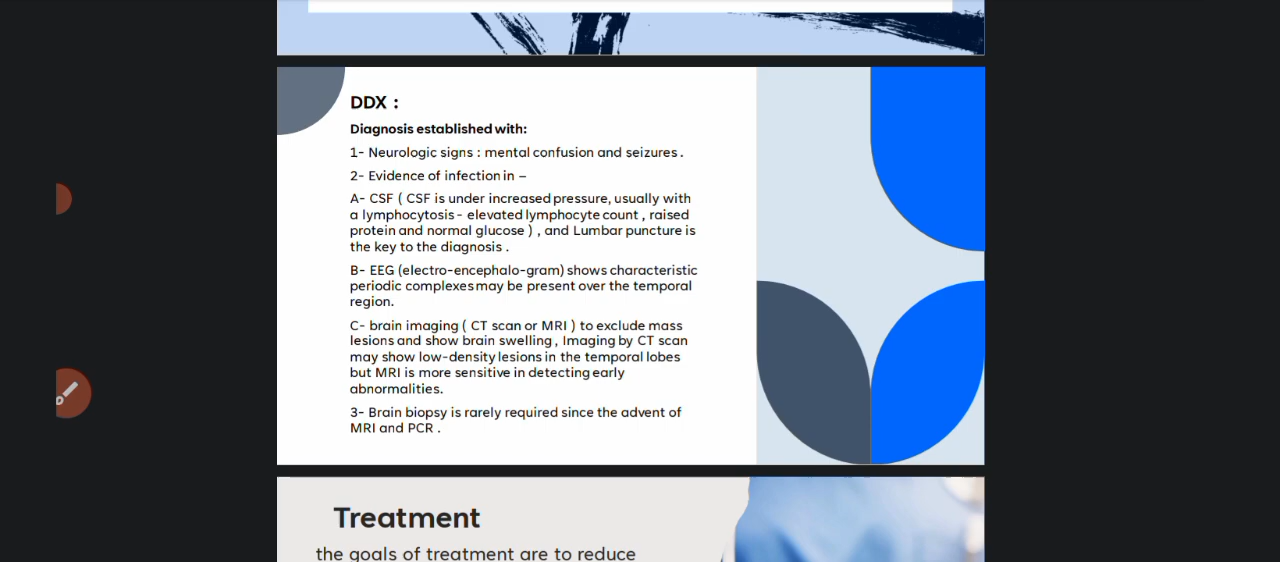 DDX :
Diagnosis established with:
1- Neurologic signs : mental confusion and seizures .
2- Evidence of infection in –
A- CSF ( CSF is under increased pressure, usually with
a lymphocytosis - elevated lymphocyte count , raised
protein and normal glucose ) , and Lumbar puncture is
the key to the diagnosis .
B- EEG (electro-encephalo-gram) shows characteristic
periodic complexes may be present over the temporal
region.
C- brain imaging ( CT scan or MRI ) to exclude mass
lesions and show brain swelling , Imaging by CT scan
may show low-density lesions in the temporal lobes
but MRI is more sensitive in detecting early
abnormalities.
3- Brain biopsy is rarely required since the advent of
MRI and PCR .
Treatment
the goals of treatment are to reduce